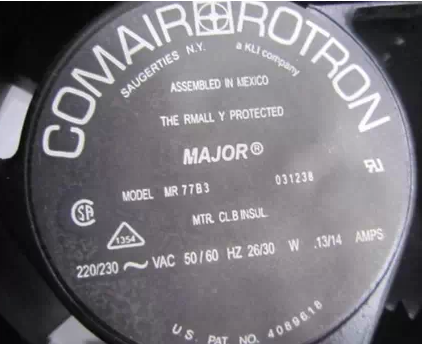 COMAIR ROTRON
SAUGERTIES N.Y. a KLI company
ASSEMBLED IN MEXICO
THE RMALL Y PROTECTED
MAJOR®
MODEL MR 77B3 031238
MTR. CL.B INSUL.
SA
1354
220/230 ~ VAC 50/60 HZ 26/30 W .13/14 AMPS
U.S. PAT NO. 4089618